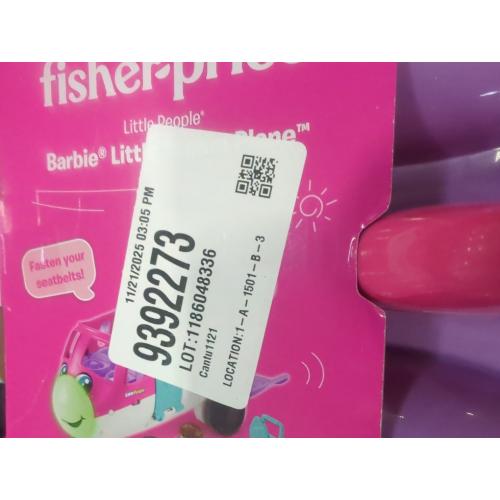 fisher-price
Little People®
Barbie® Litt Plane™
Fasten your
seatbelts!
11/21/2025 03:05 PM
9392273
LOT:1186048336
Cantu1121
LOCATION:1-A-1501-B-3